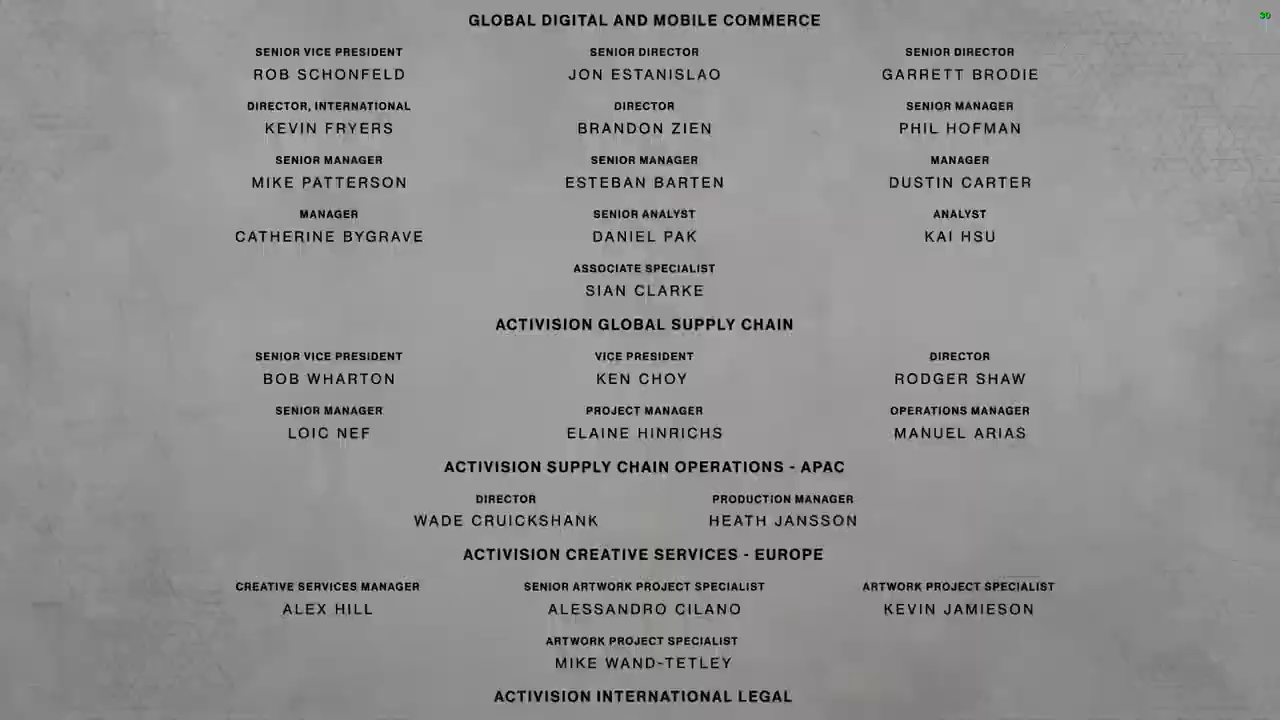 GLOBAL DIGITAL AND MOBILE COMMERCE
30
SENIOR VICE PRESIDENT SENIOR DIRECTOR SENIOR DIRECTOR
ROB SCHONFELD JON ESTANISLAO GARRETT BRODIE
DIRECTOR, INTERNATIONAL DIRECTOR SENIOR MANAGER
KEVIN FRYERS BRANDON ZIEN PHIL HOFMAN
SENIOR MANAGER SENIOR MANAGER MANAGER
MIKE PATTERSON ESTEBAN BARTEN DUSTIN CARTER
MANAGER SENIOR ANALYST ANALYST
CATHERINE BYGRAVE DANIEL PAK KAI HSU
ASSOCIATE SPECIALIST
SIAN CLARKE
ACTIVISION GLOBAL SUPPLY CHAIN
SENIOR VICE PRESIDENT VICE PRESIDENT DIRECTOR
BOB WHARTON KEN CHOY RODGER SHAW
SENIOR MANAGER PROJECT MANAGER OPERATIONS MANAGER
LOIC NEF ELAINE HINRICHS MANUEL ARIAS
ACTIVISION SUPPLY CHAIN OPERATIONS - APAC
DIRECTOR PRODUCTION MANAGER
WADE CRUICKSHANK HEATH JANSSON
ACTIVISION CREATIVE SERVICES - EUROPE
CREATIVE SERVICES MANAGER SENIOR ARTWORK PROJECT SPECIALIST ARTWORK PROJECT SPECIALIST
ALEX HILL ALESSANDRO CILANO KEVIN JAMIESON
ARTWORK PROJECT SPECIALIST
MIKE WAND-TETLEY
ACTIVISION INTERNATIONAL LEGAL